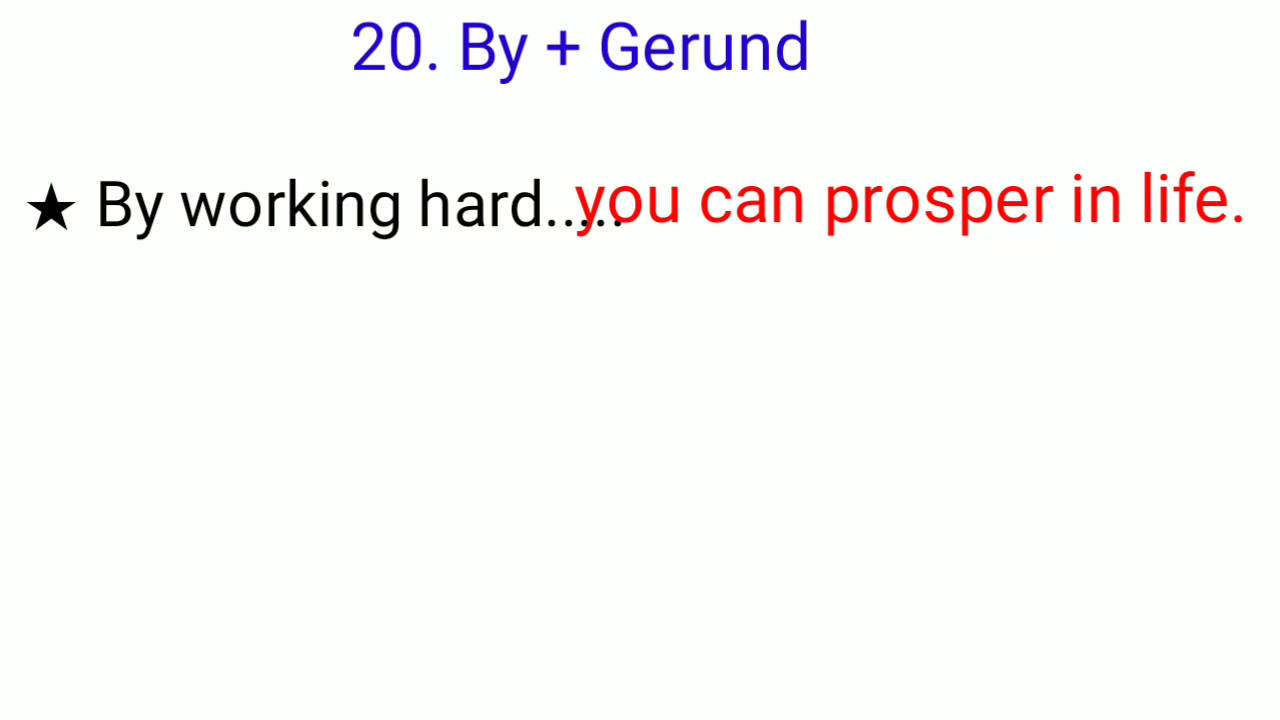 20. By + Gerund
★ By working hard.....you can prosper in life.